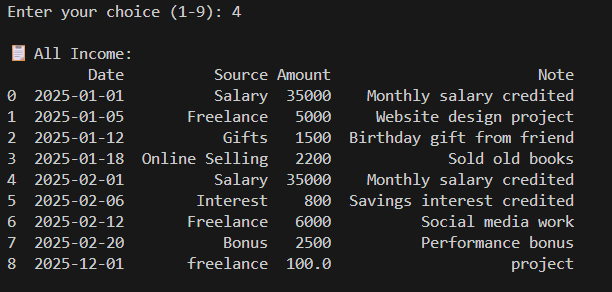 Enter your choice (1-9): 4
📋 All Income:
Date Source Amount Note
0 2025-01-01 Salary 35000 Monthly salary credited
1 2025-01-05 Freelance 5000 Website design project
2 2025-01-12 Gifts 1500 Birthday gift from friend
3 2025-01-18 Online Selling 2200 Sold old books
4 2025-02-01 Salary 35000 Monthly salary credited
5 2025-02-06 Interest 800 Savings interest credited
6 2025-02-12 Freelance 6000 Social media work
7 2025-02-20 Bonus 2500 Performance bonus
8 2025-12-01 freelance 100.0 project